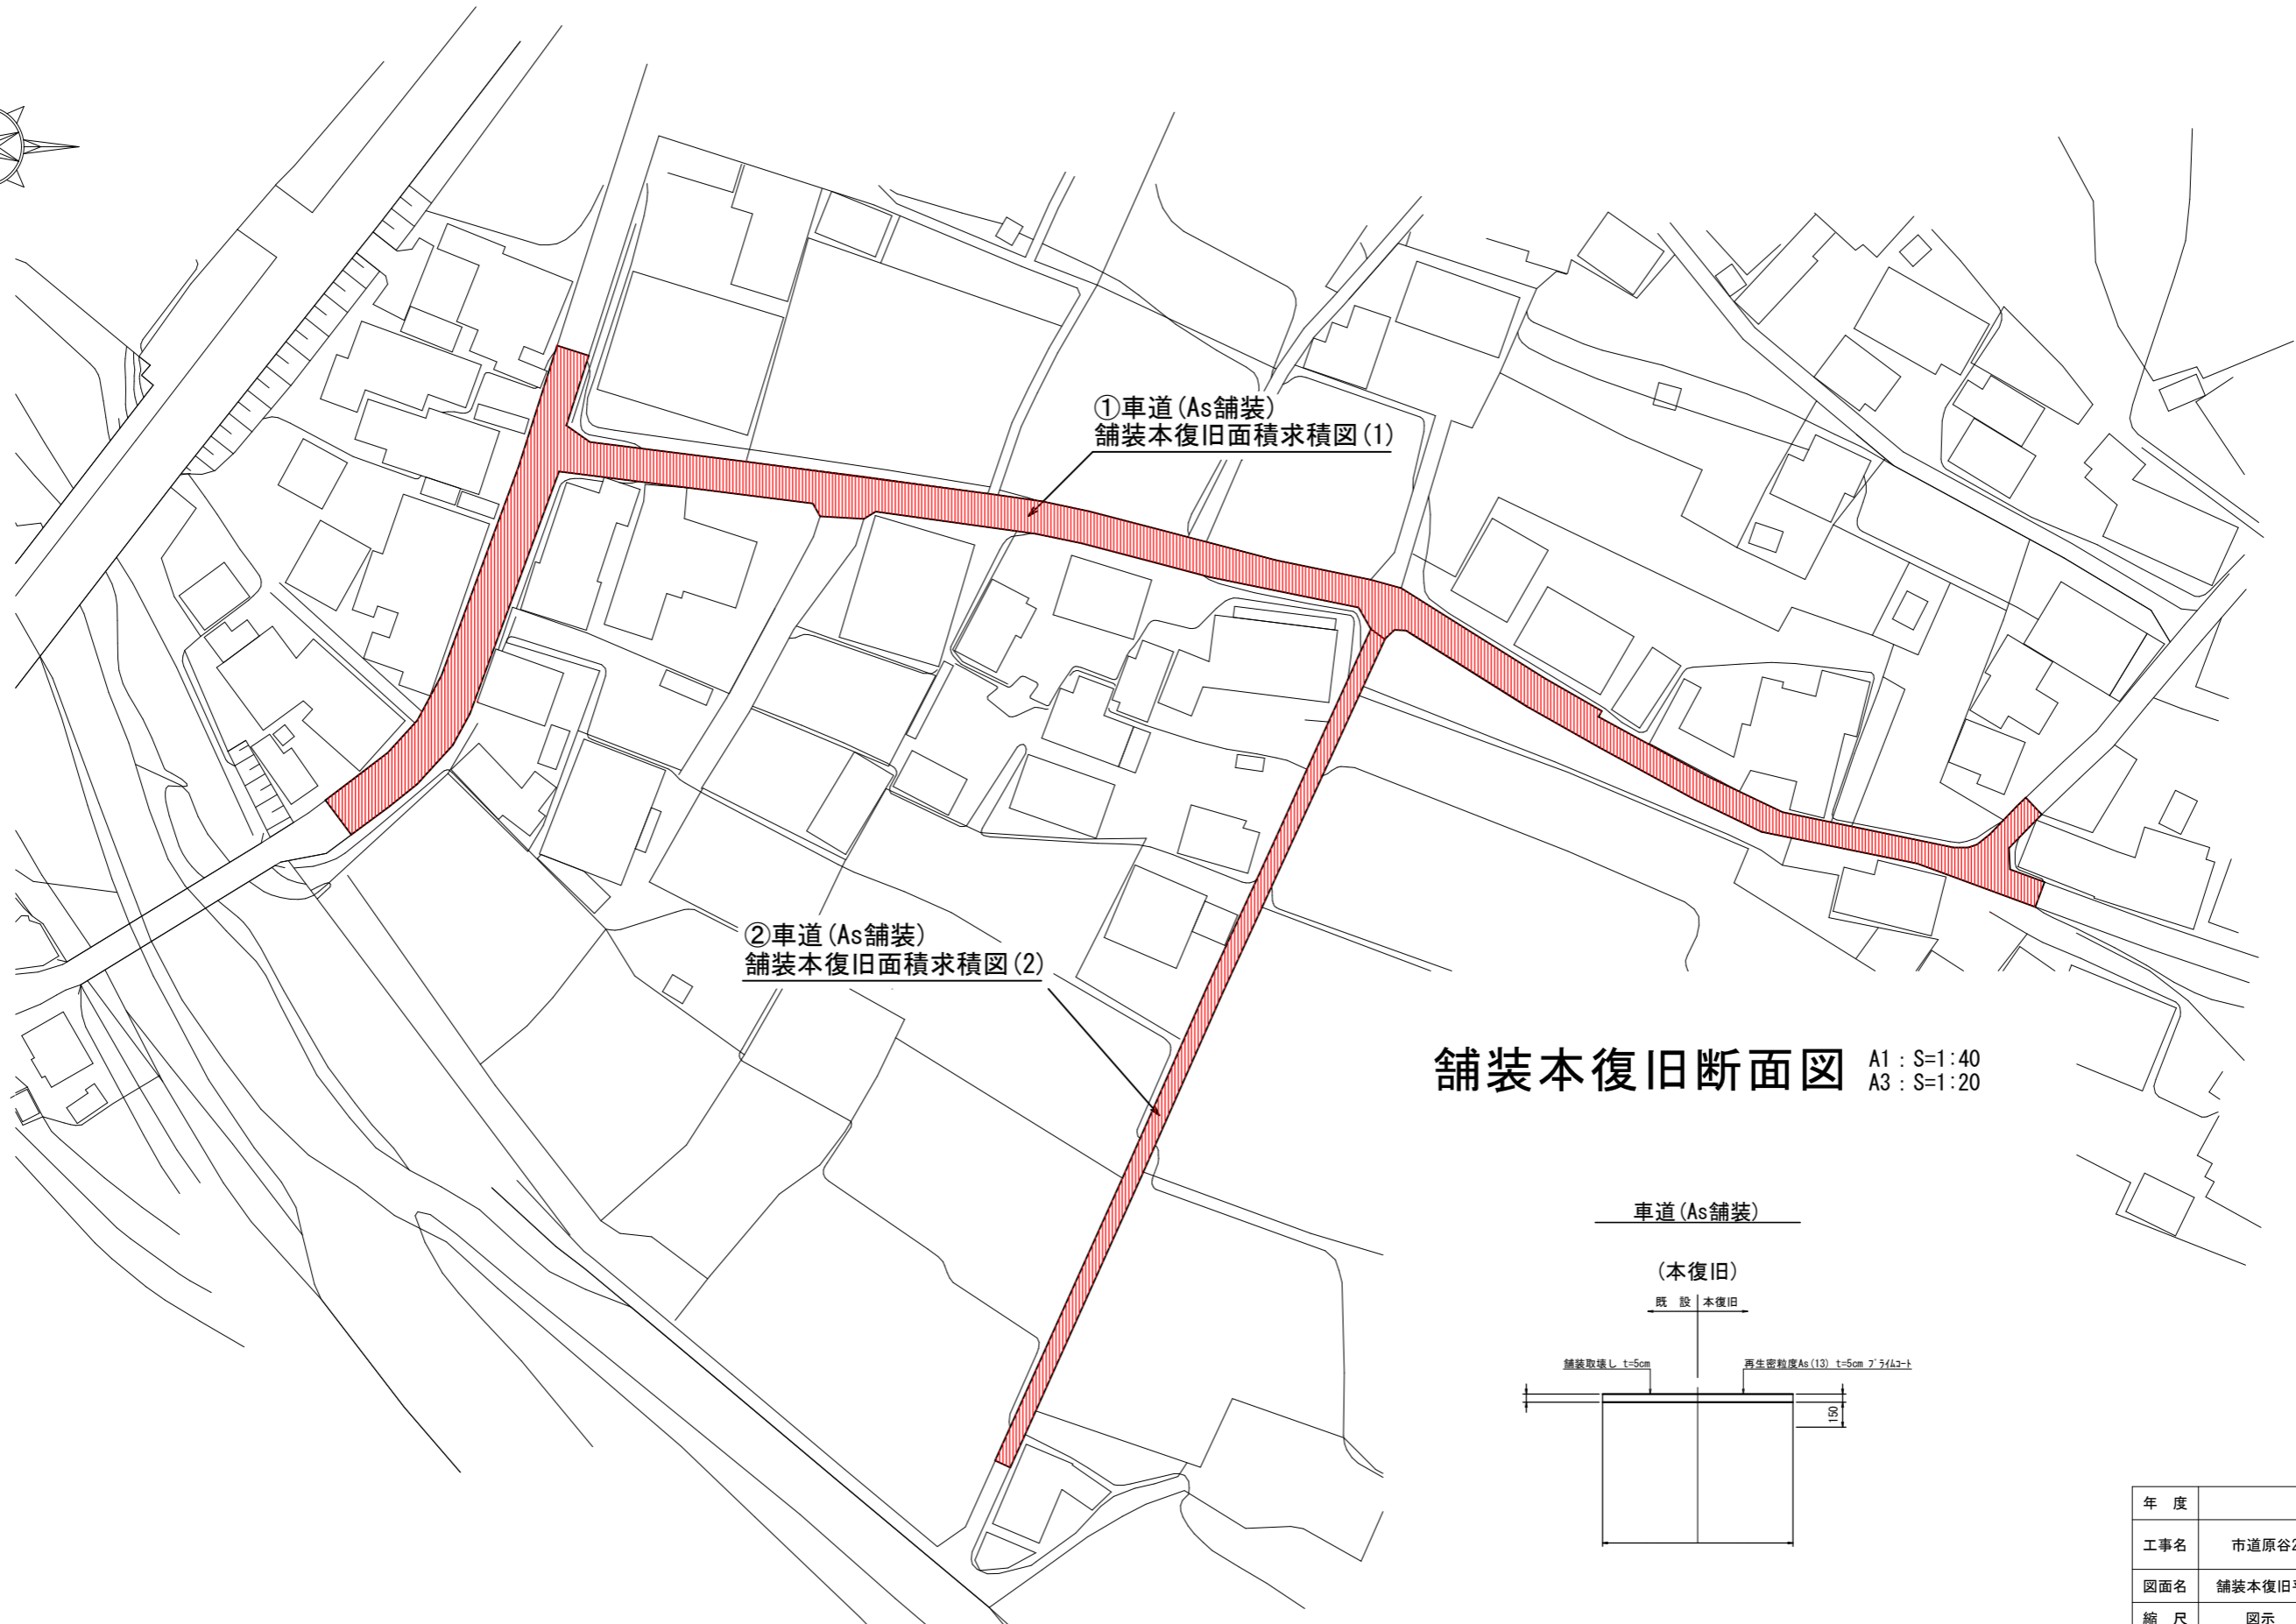 ①車道(As舗装)
舗装本復旧面積求積図(1)
②車道(As舗装)
舗装本復旧面積求積図(2)
舗装本復旧断面図
A1:S=1:40
A3:S=1:20
車道(As舗装)
(本復旧)
既 設 本復旧
舗装取壊し t=5cm
再生密粒度As(13) t=5cm プライムコート
150
年 度
工事名 市道原谷2
図面名 舗装本復旧
縮 尺 図示